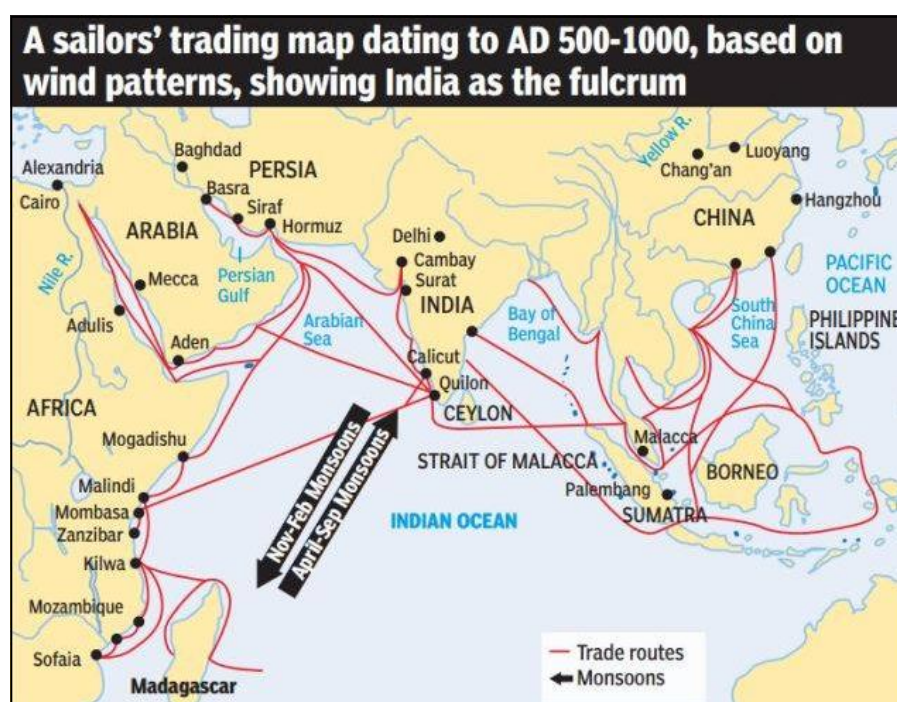 A sailors' trading map dating to AD 500-1000, based on
wind patterns, showing India as the fulcrum
Alexandria
Cairo
Baghdad
PERSIA
Basra
Siraf
Hormuz
ARABIA
Persian
Gulf
Nile R.
Mecca
Adulis
Aden
Arabian
Sea
Delhi
Cambay
Surat
INDIA
Calicut
Quilon
CEYLON
Bay of
Bengal
Yellow R.
Luoyang
Chang'an
CHINA
Hangzhou
PACIFIC
OCEAN
South
China
Sea
PHILIPPINE
ISLANDS
AFRICA
Mogadishu
Malindi
Mombasa
Zanzibar
Kilwa
Mozambique
Sofaia
Madagascar
Nov-Feb Monsoons
April-Sep Monsoons
STRAIT OF MALACCA
Malacca
BORNEO
Palembang
SUMATRA
INDIAN OCEAN
Trade routes
Monsoons